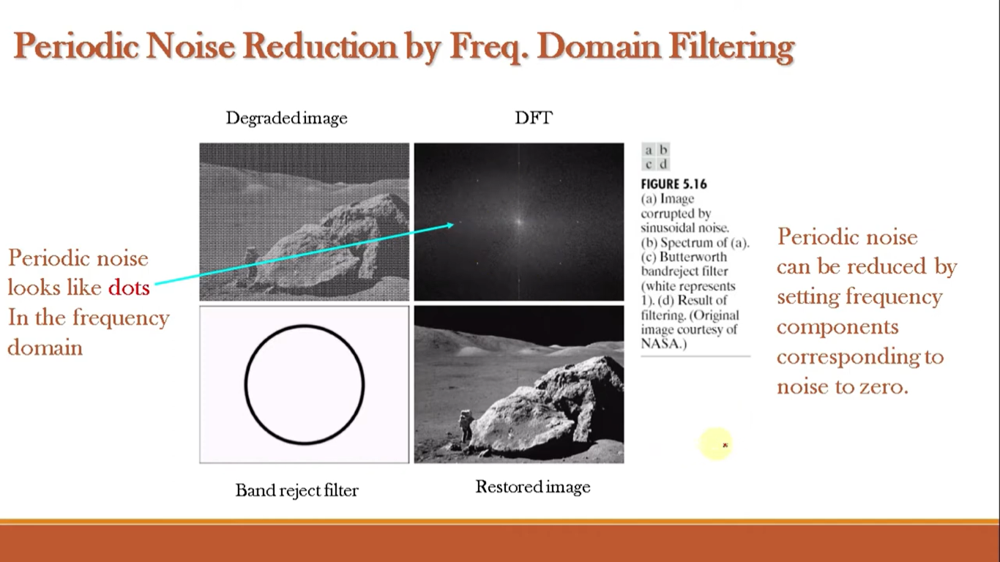 Periodic Noise Reduction by Freq. Domain Filtering
Degraded image
DFT
Periodic noise
looks like dots
In the frequency
domain
a b
c d
FIGURE 5.16
(a) Image
corrupted by
sinusoidal noise.
(b) Spectrum of (a).
(c) Butterworth
bandreject filter
(white represents
1). (d) Result of
filtering. (Original
image courtesy of
NASA.)
Periodic noise
can be reduced by
setting frequency
components
corresponding to
noise to zero.
Band reject filter
Restored image